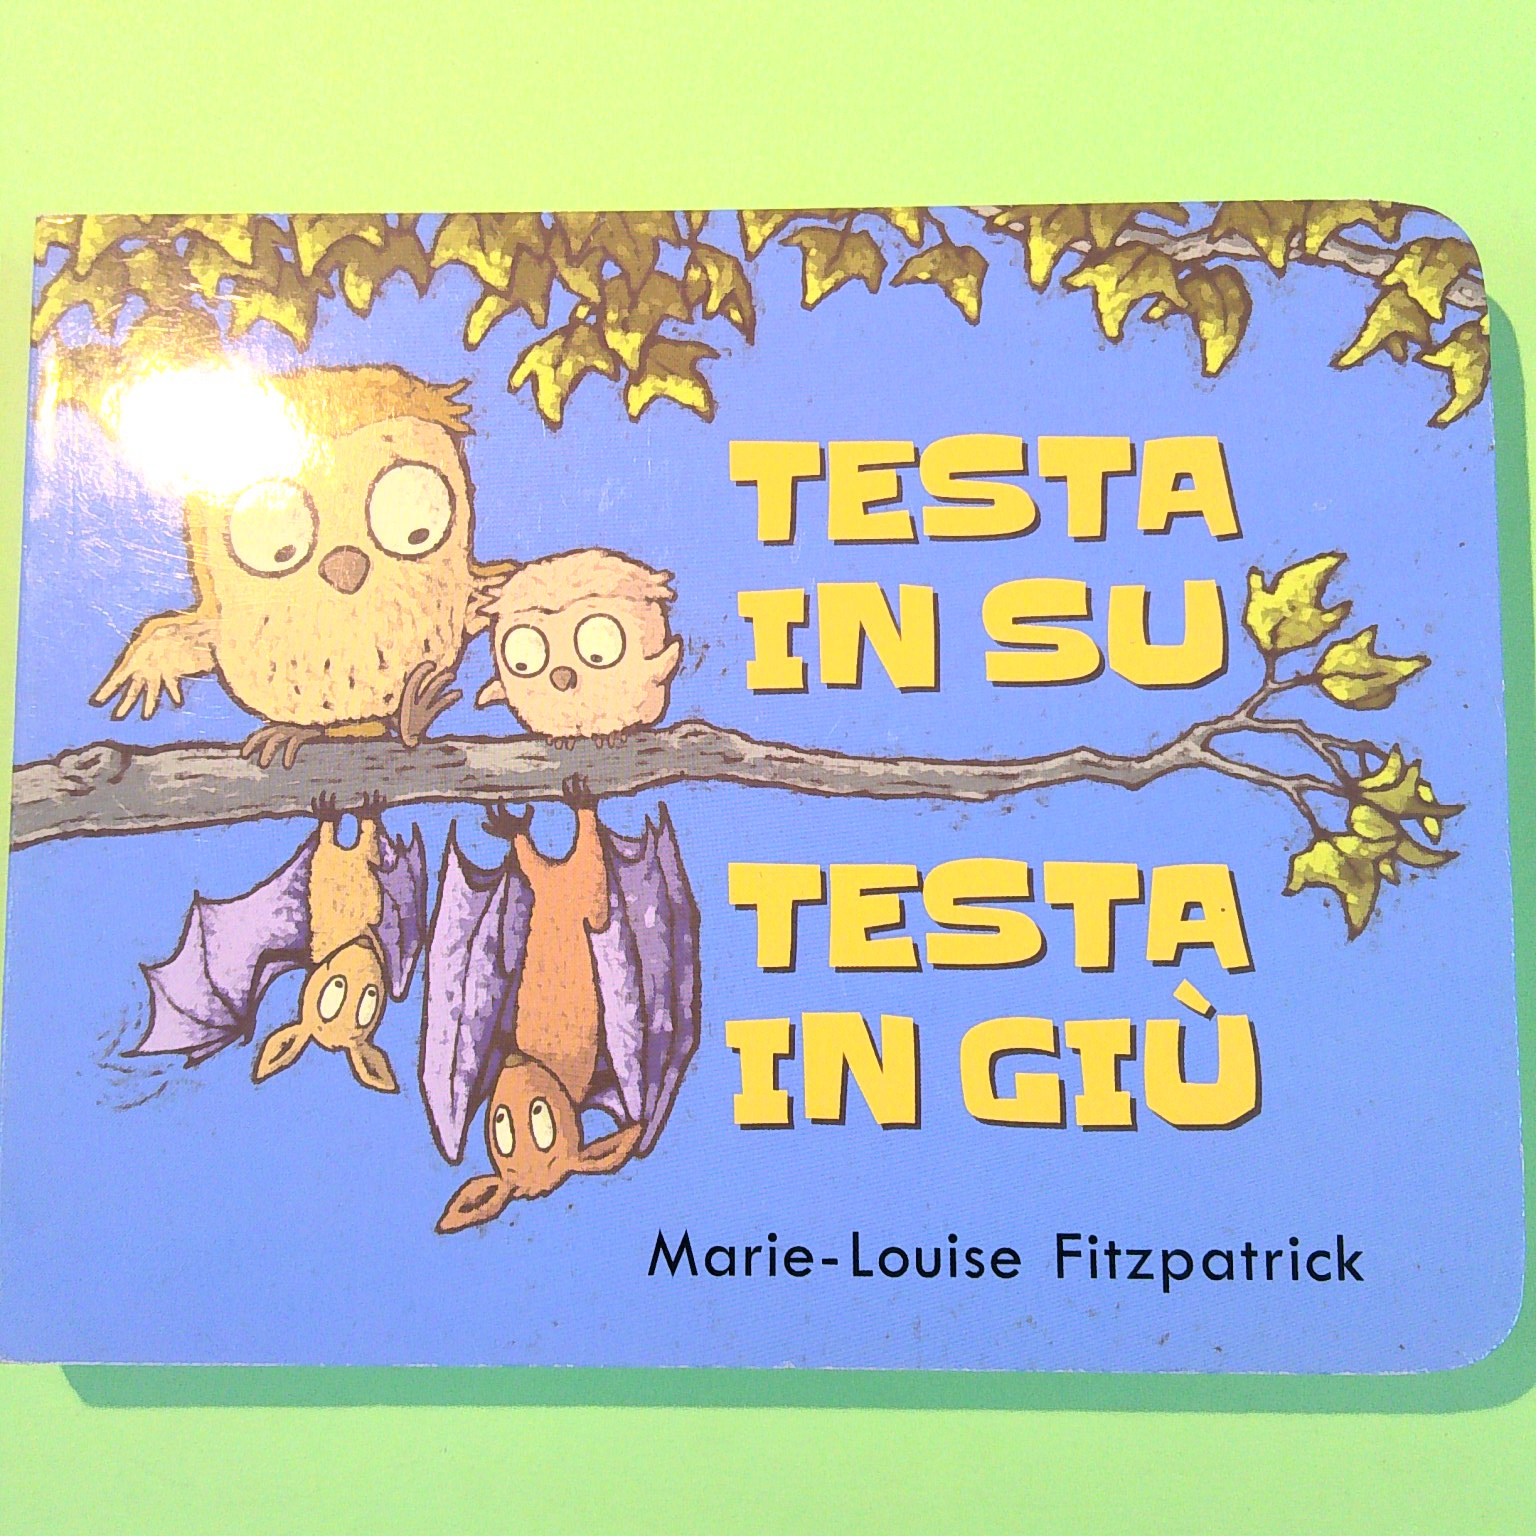 TESTA
IN SU
TESTA
IN GIÙ
Marie-Louise Fitzpatrick